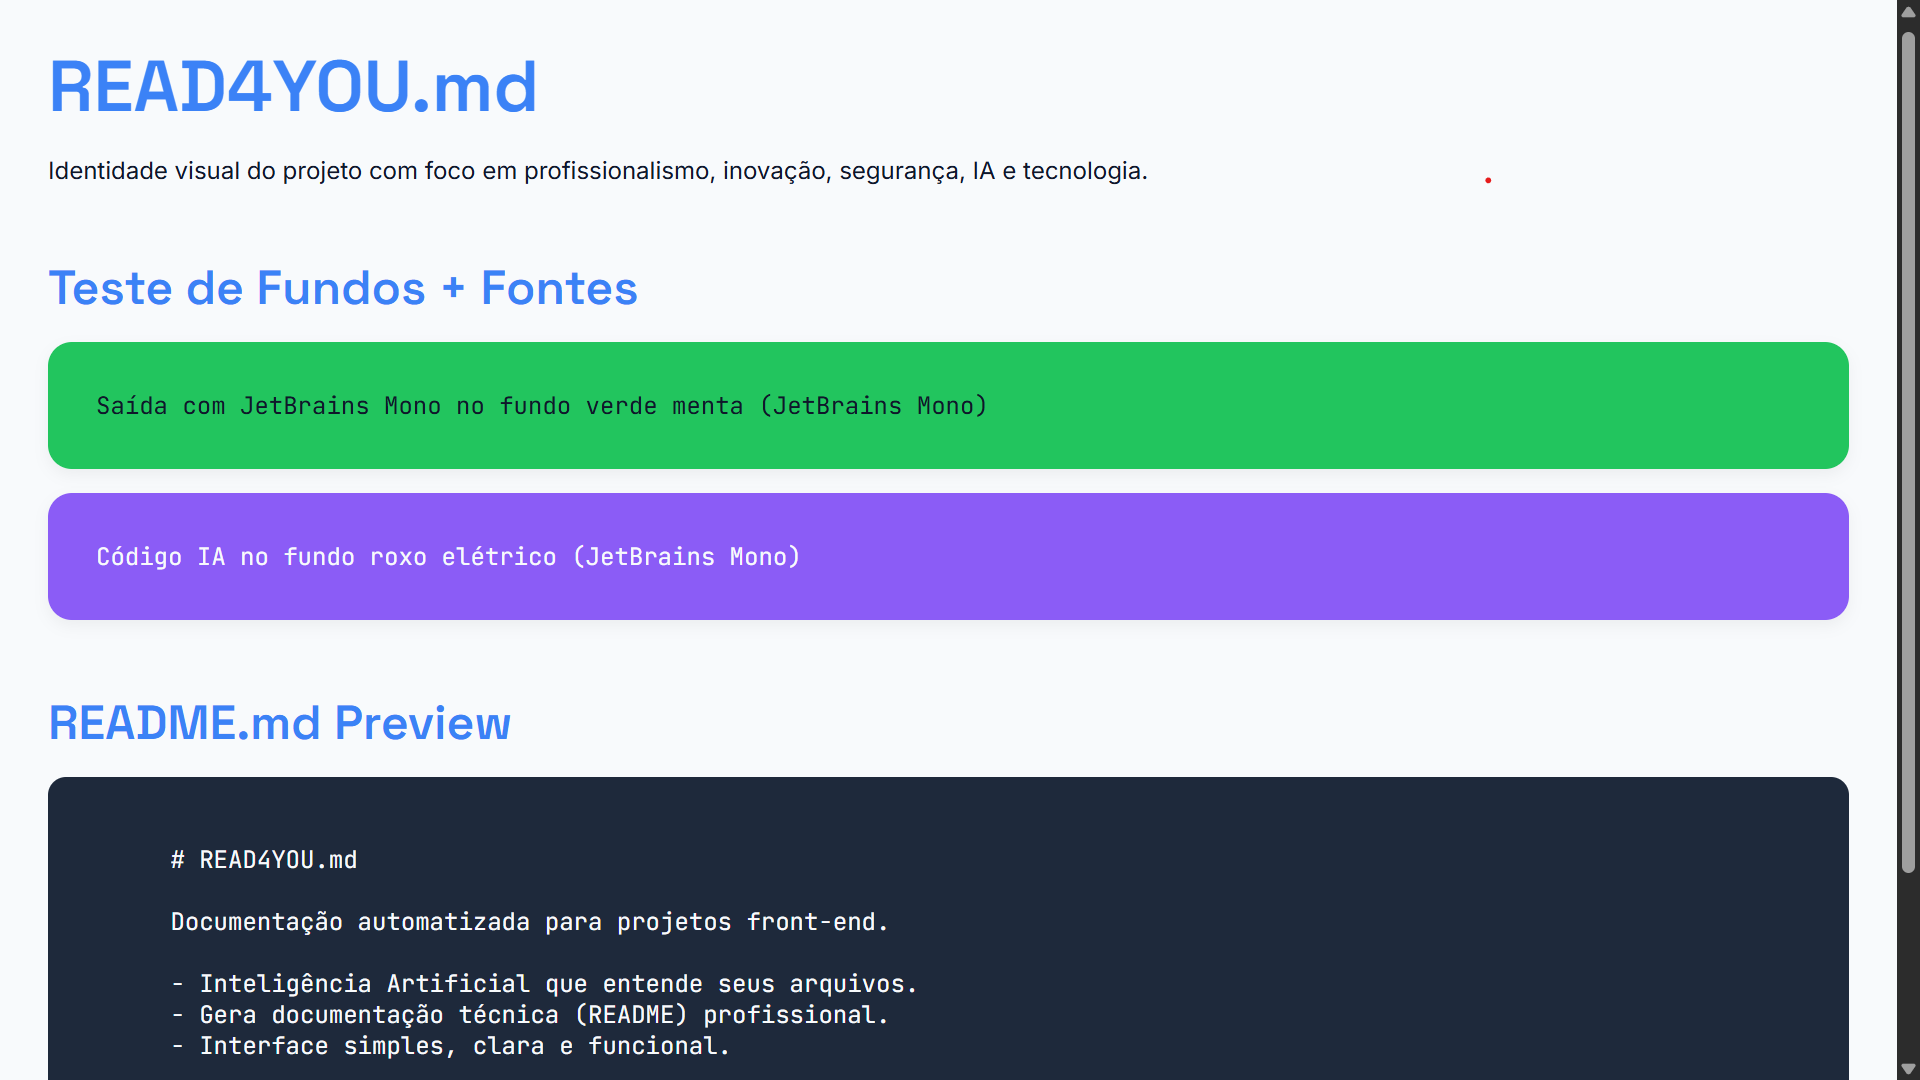 READ4YOU.md
Identidade visual do projeto com foco em profissionalismo, inovação, segurança, IA e tecnologia.
Teste de Fundos + Fontes
Saída com JetBrains Mono no fundo verde menta (JetBrains Mono)
Código IA no fundo roxo elétrico (JetBrains Mono)
README.md Preview
# READ4YOU.md
Documentação automatizada para projetos front-end.
- Inteligência Artificial que entende seus arquivos.
- Gera documentação técnica (README) profissional.
- Interface simples, clara e funcional.